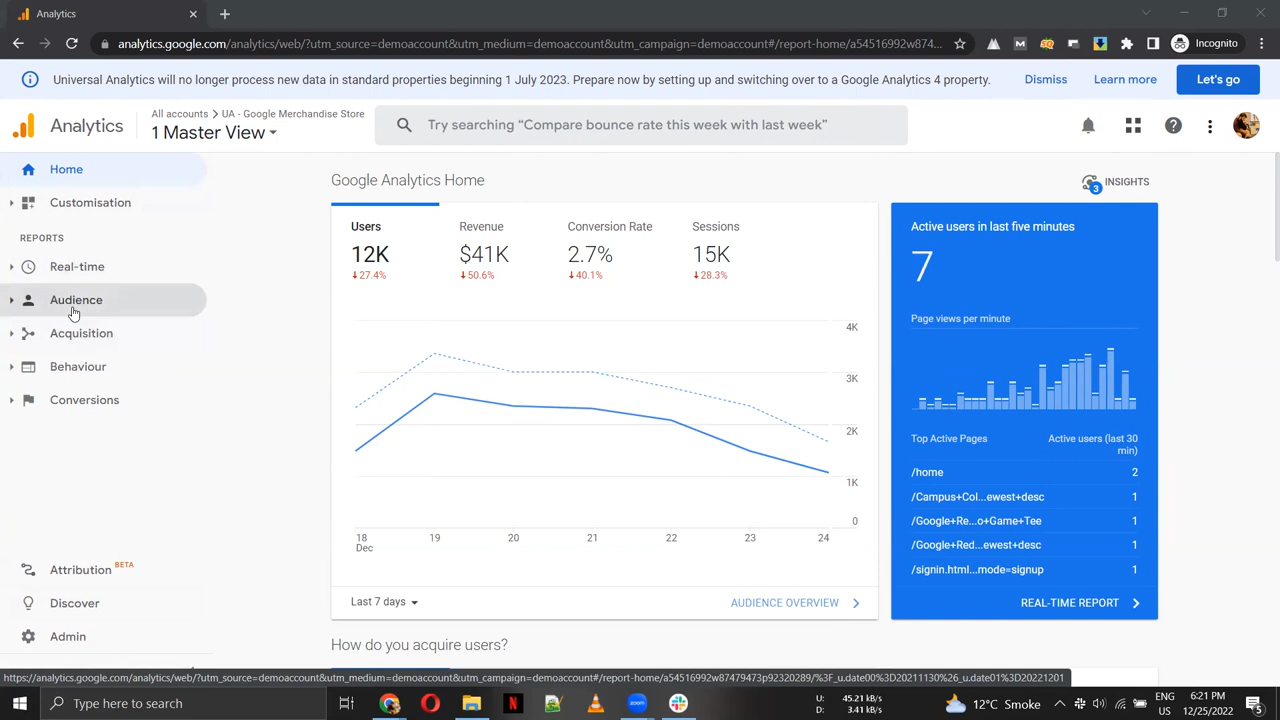 Analytics
analytics.google.com/analytics/web/?utm_source=demoaccount&utm_medium=demoaccount&utm_campaign=demoaccount#/report-home/a54516992w874...
Incognito
Universal Analytics will no longer process new data in standard properties beginning 1 July 2023. Prepare now by setting up and switching over to a Google Analytics 4 property.
Dismiss
Learn more
Let's go
Analytics
All accounts > UA - Google Merchandise Store
1 Master View
Try searching “Compare bounce rate this week with last week”
Home
Customisation
REPORTS
Real-time
Audience
Acquisition
Behaviour
Conversions
Attribution BETA
Discover
Admin
Google Analytics Home
3
INSIGHTS
Users
12K
27.4%
Revenue
$41K
50.6%
Conversion Rate
2.7%
40.1%
Sessions
15K
28.3%
4K
3K
2K
1K
0
18
Dec
19
20
21
22
23
24
Last 7 days
AUDIENCE OVERVIEW
Active users in last five minutes
7
Page views per minute
Top Active Pages
Active users (last 30
min)
/home 2
/Campus+Col...ewest+desc 1
/Google+Re...o+Game+Tee 1
/Google+Red...ewest+desc 1
/signin.html...mode=signup 1
REAL-TIME REPORT
How do you acquire users?
https://analytics.google.com/analytics/web/?utm_source=demoaccount&utm_medium=demoaccount&utm_campaign=demoaccount#/report-home/a54516992w87479473p92320289/%3F_u.date00%3D20211130%26_u.date01%3D20221201
Type here to search
U: 45.21 kB/s
D: 3.41 kB/s
12°C Smoke
ENG
US
6:21 PM
12/25/2022
5